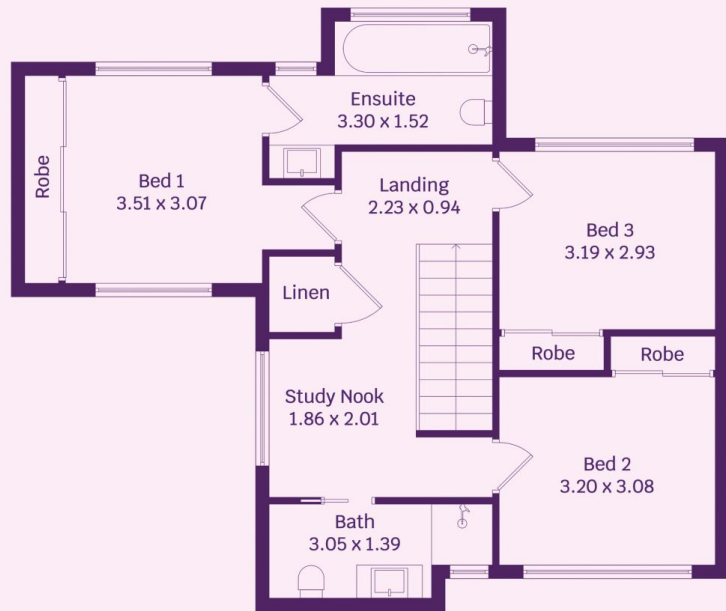 Ensuite
3.30 x 1.52
Robe
Bed 1
3.51 x 3.07
Landing
2.23 x 0.94
Bed 3
3.19 x 2.93
Linen
Robe
Robe
Study Nook
1.86 x 2.01
Bed 2
3.20 x 3.08
Bath
3.05 x 1.39